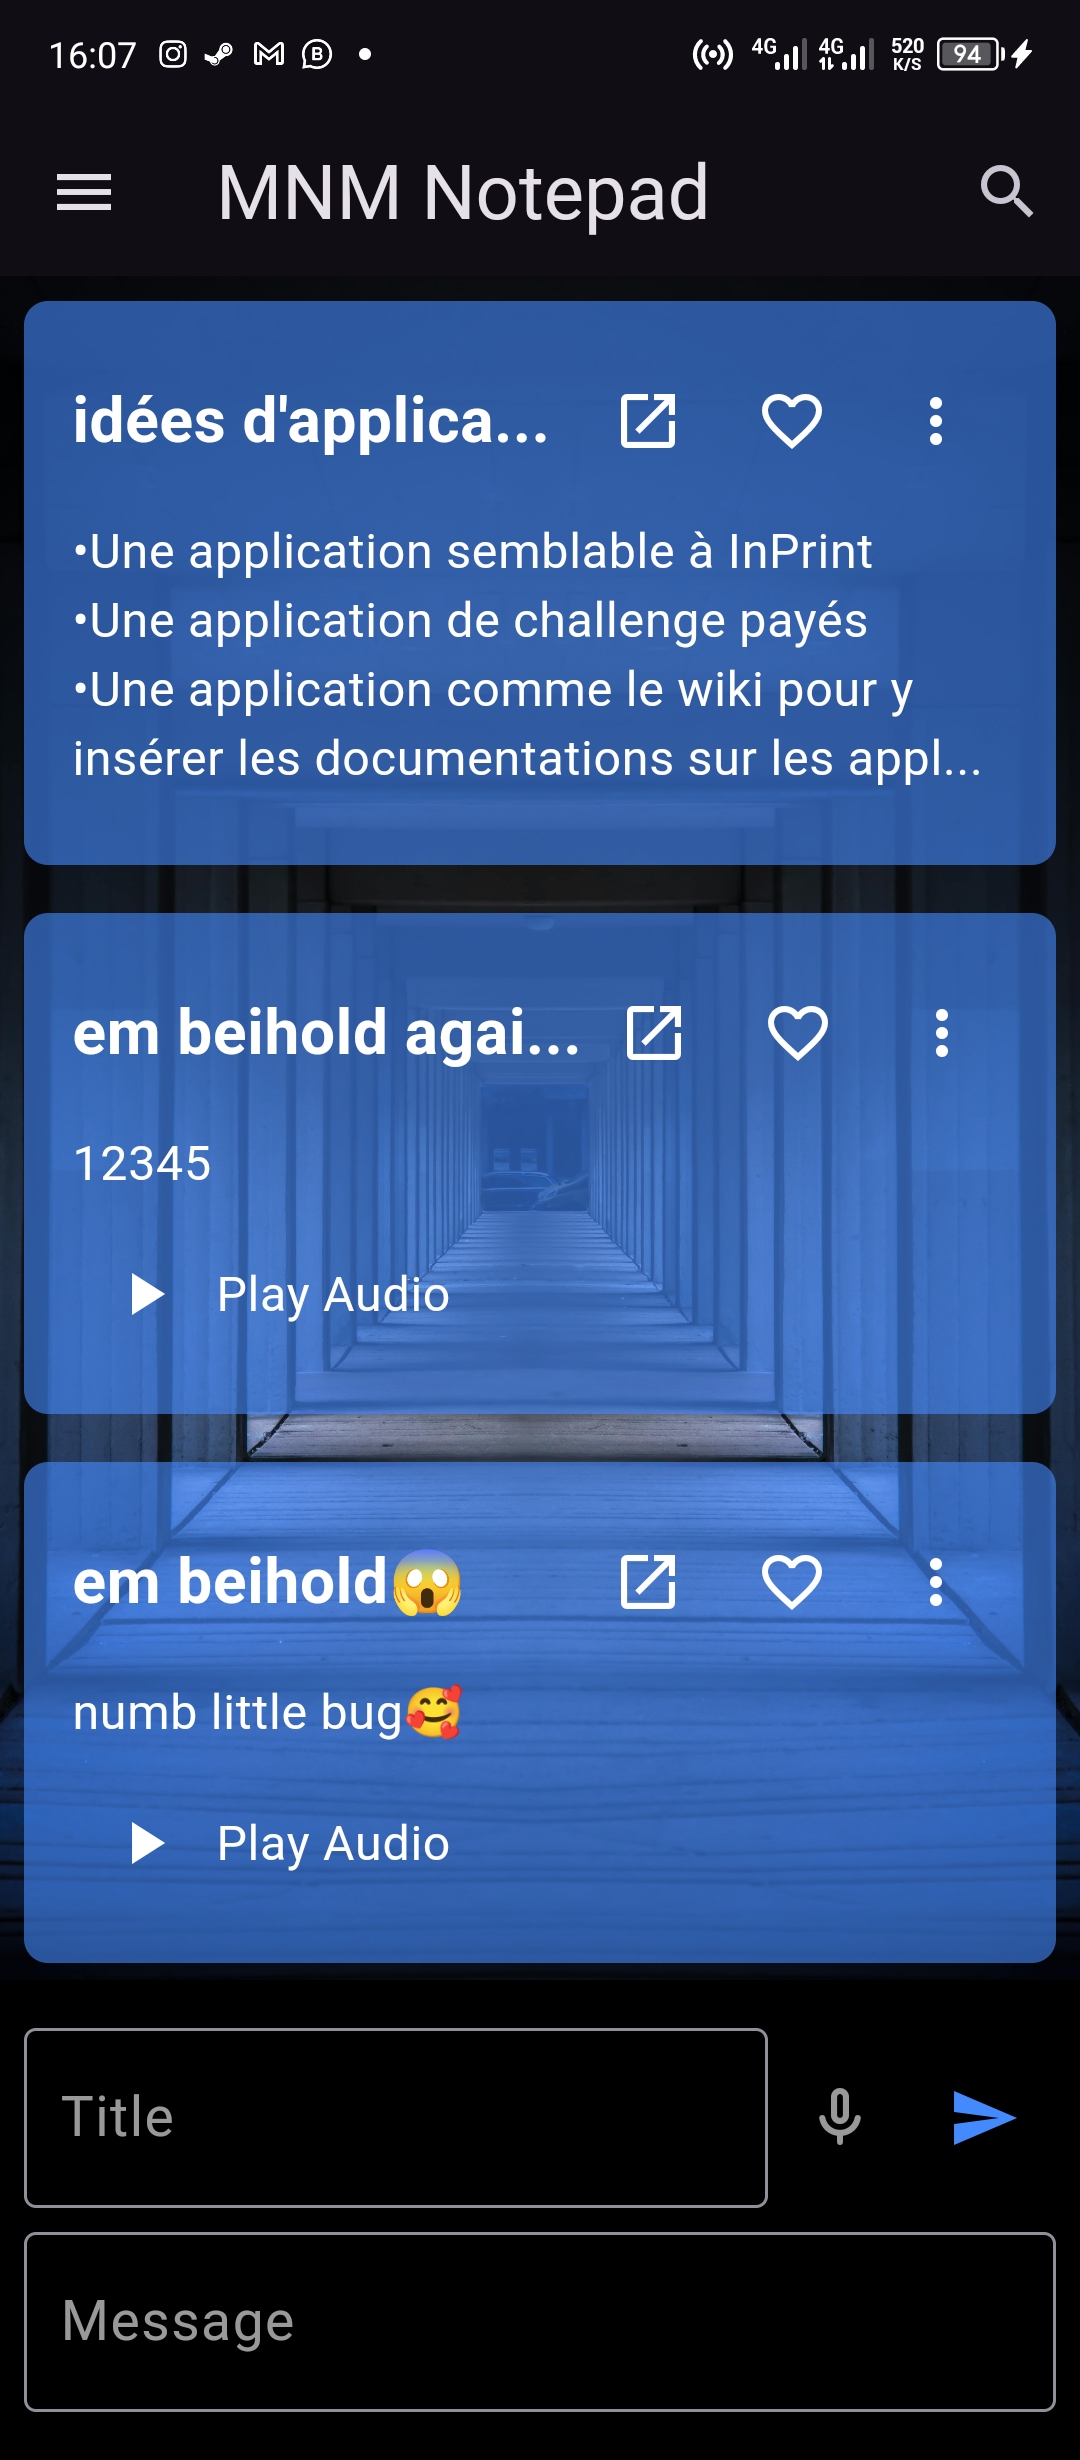 16:07
4G 4G 520 K/S 94
MNM Notepad
idées d'applica...
•Une application semblable à InPrint
•Une application de challenge payés
•Une application comme le wiki pour y
insérer les documentations sur les appl...
em beihold agai...
12345
Play Audio
em beihold😱
numb little bug🥰
Play Audio
Title
Message